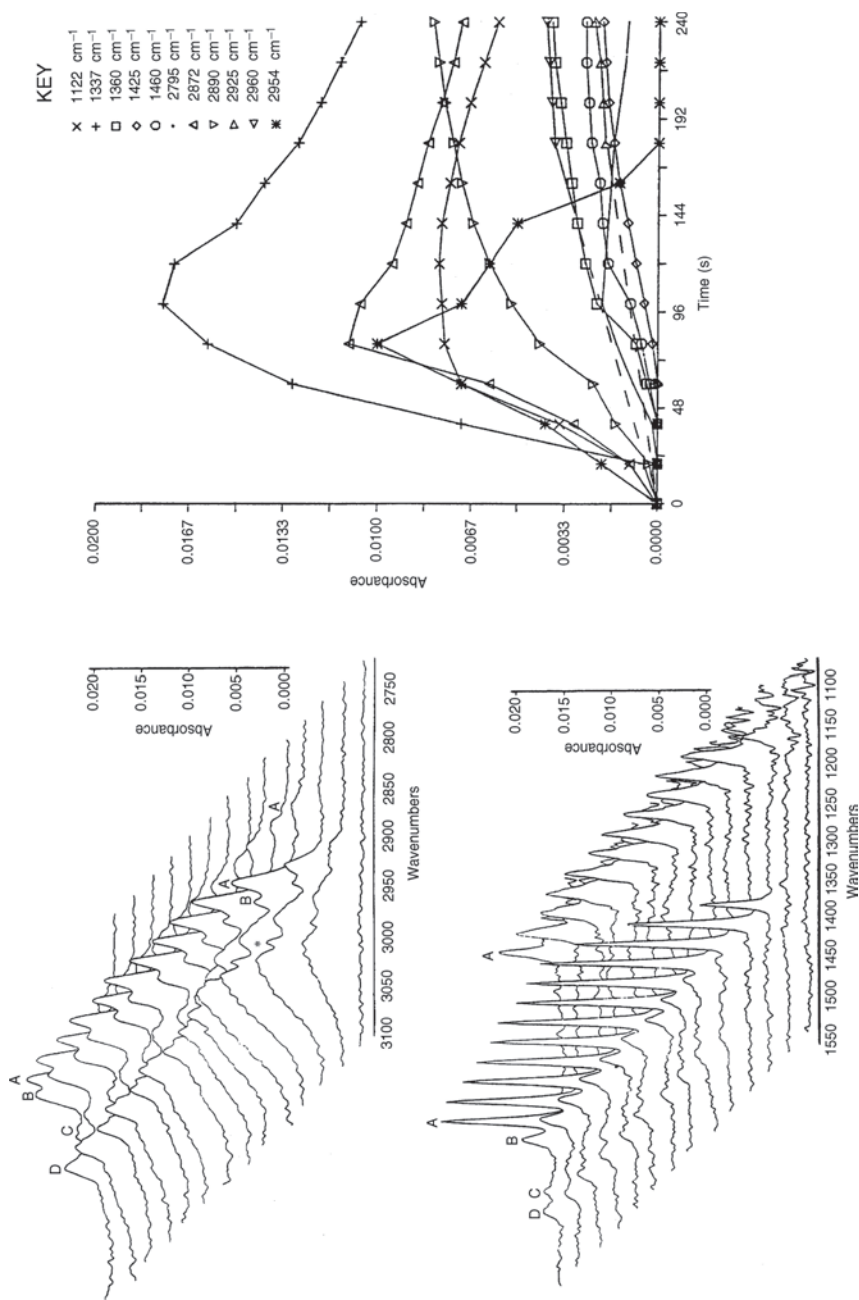 A
B
C
D
A
A
B
*
0.020
0.015
0.010
0.005
0.000
Absorbance
3100 3050 3000 2950 2900 2850 2800 2750
Wavenumbers
A
B
C
D
A
0.020
0.015
0.010
0.005
0.000
Absorbance
1550 1500 1450 1400 1350 1300 1250 1200 1150 1100
Wavenumbers
0.0200
0.0167
0.0133
0.0100
0.0067
0.0033
0.0000
Absorbance
0 48 96 144 192 240
Time (s)
KEY
× 1122 cm⁻¹
+ 1337 cm⁻¹
□ 1360 cm⁻¹
◇ 1425 cm⁻¹
○ 1460 cm⁻¹
· 2795 cm⁻¹
△ 2872 cm⁻¹
▽ 2890 cm⁻¹
▷ 2925 cm⁻¹
◁ 2960 cm⁻¹
✳ 2954 cm⁻¹